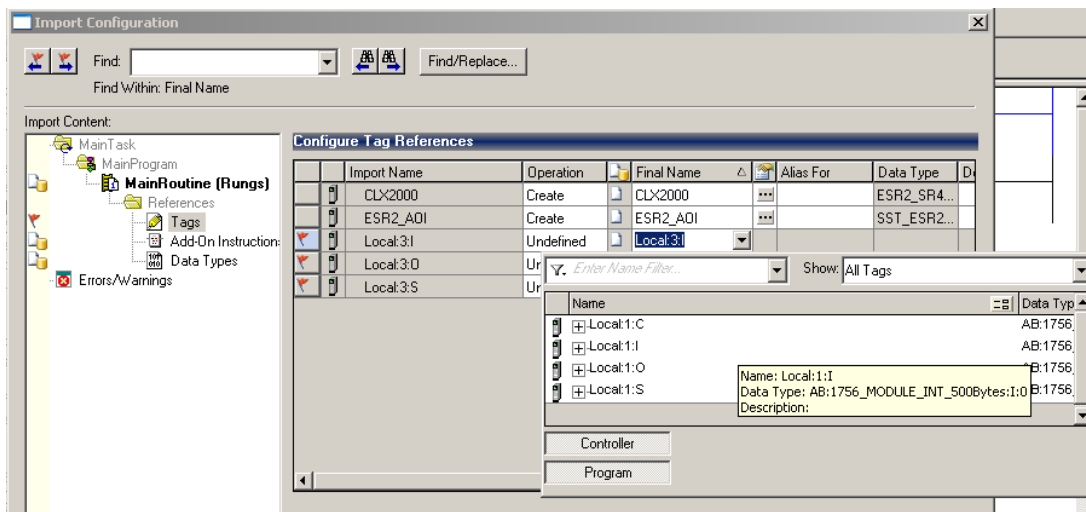 Import Configuration
Find:
Find/Replace...
Find Within: Final Name
Import Content:
MainTask
MainProgram
MainRoutine (Rungs)
References
Tags
Add-On Instruction
Data Types
Errors/Warnings
Configure Tag References
Import Name Operation Final Name Alias For Data Type
CLX2000 Create CLX2000 ... ESR2_SR4...
ESR2_AOI Create ESR2_AOI ... SST_ESR2...
Local:3:I Undefined Local:3:I
Local:3:O Un
Local:3:S Un
Enter Name Filter... Show: All Tags
Name Data Typ
Local:1:C AB:1756
Local:1:I AB:1756
Local:1:O B:1756
Local:1:S B:1756
Name: Local:1:I
Data Type: AB:1756_MODULE_INT_500Bytes:I:0
Description:
Controller
Program